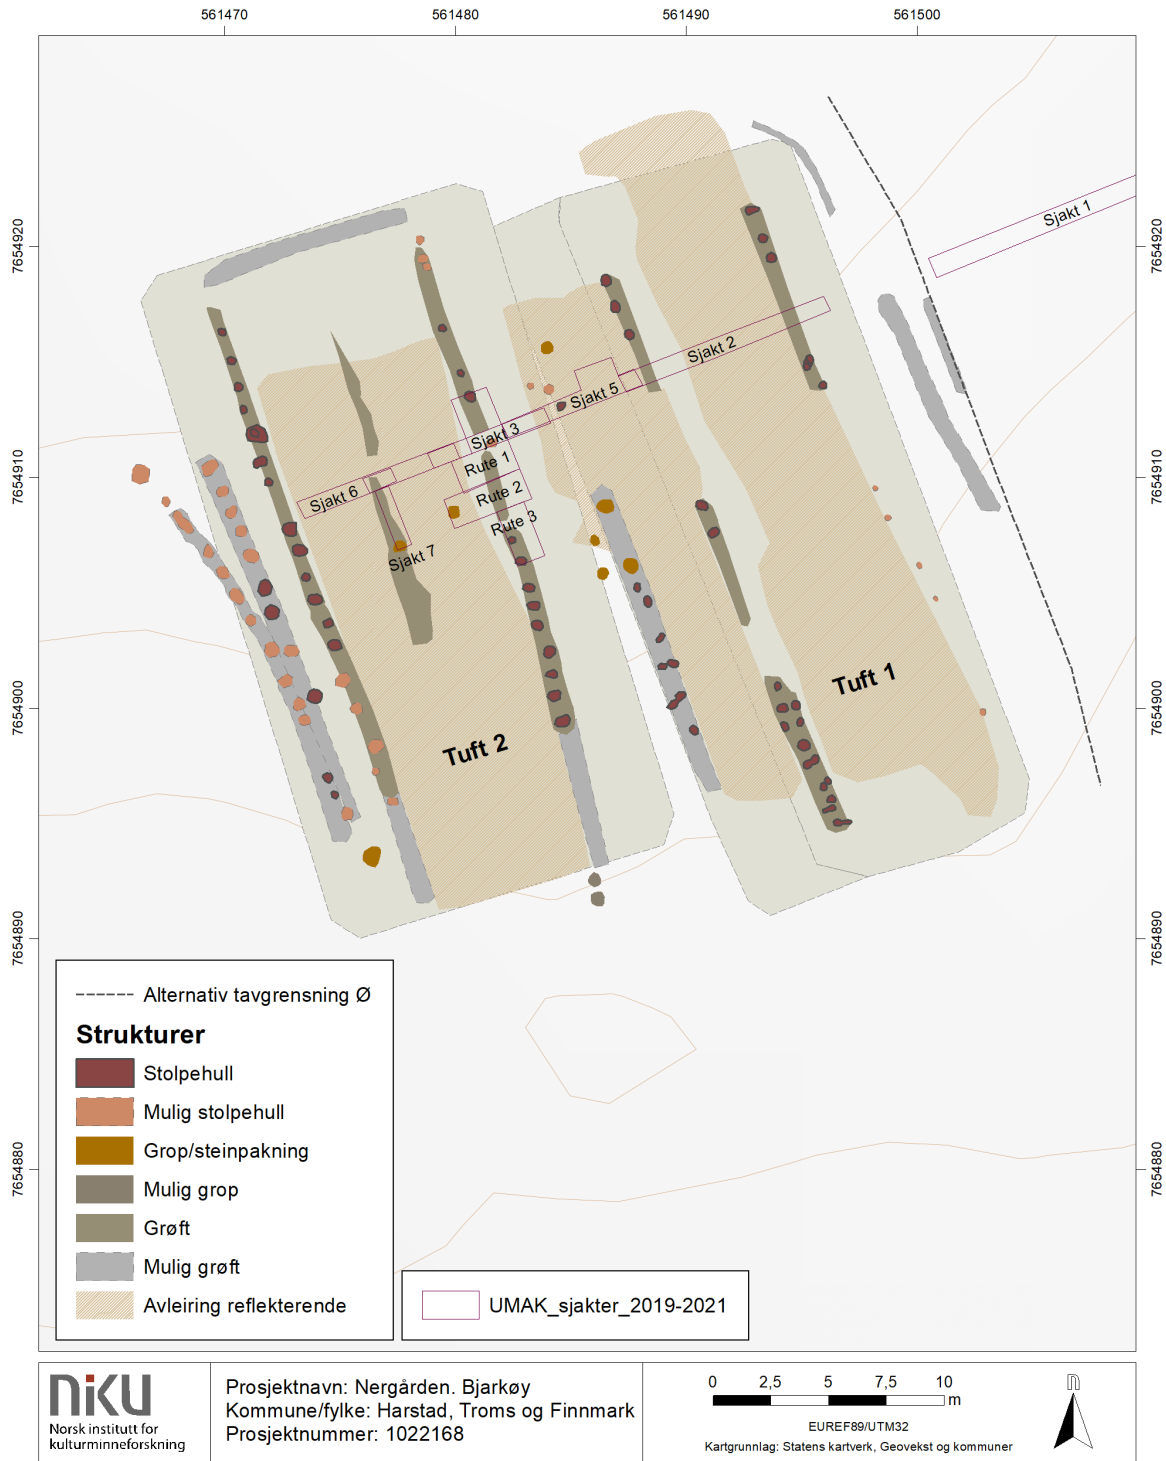 561470
561480
561490
561500
7654920
7654920
7654910
7654910
7654900
7654900
7654890
7654890
7654880
7654880
Sjakt 1
Sjakt 2
Sjakt 5
Sjakt 3
Rute 1
Sjakt 6
Rute 2
Rute 3
Sjakt 7
Tuft 1
Tuft 2
Alternativ tavgrensning Ø
Strukturer
Stolpehull
Mulig stolpehull
Grop/steinpakning
Mulig grop
Grøft
Mulig grøft
Avleiring reflekterende
UMAK_sjakter_2019-2021
NIKU
Norsk institutt for
kulturminneforskning
Prosjektnavn: Nergården. Bjarkøy
Kommune/fylke: Harstad, Troms og Finnmark
Prosjektnummer: 1022168
0 2,5 5 7,5 10
m
EUREF89/UTM32
Kartgrunnlag: Statens kartverk, Geovekst og kommuner
n